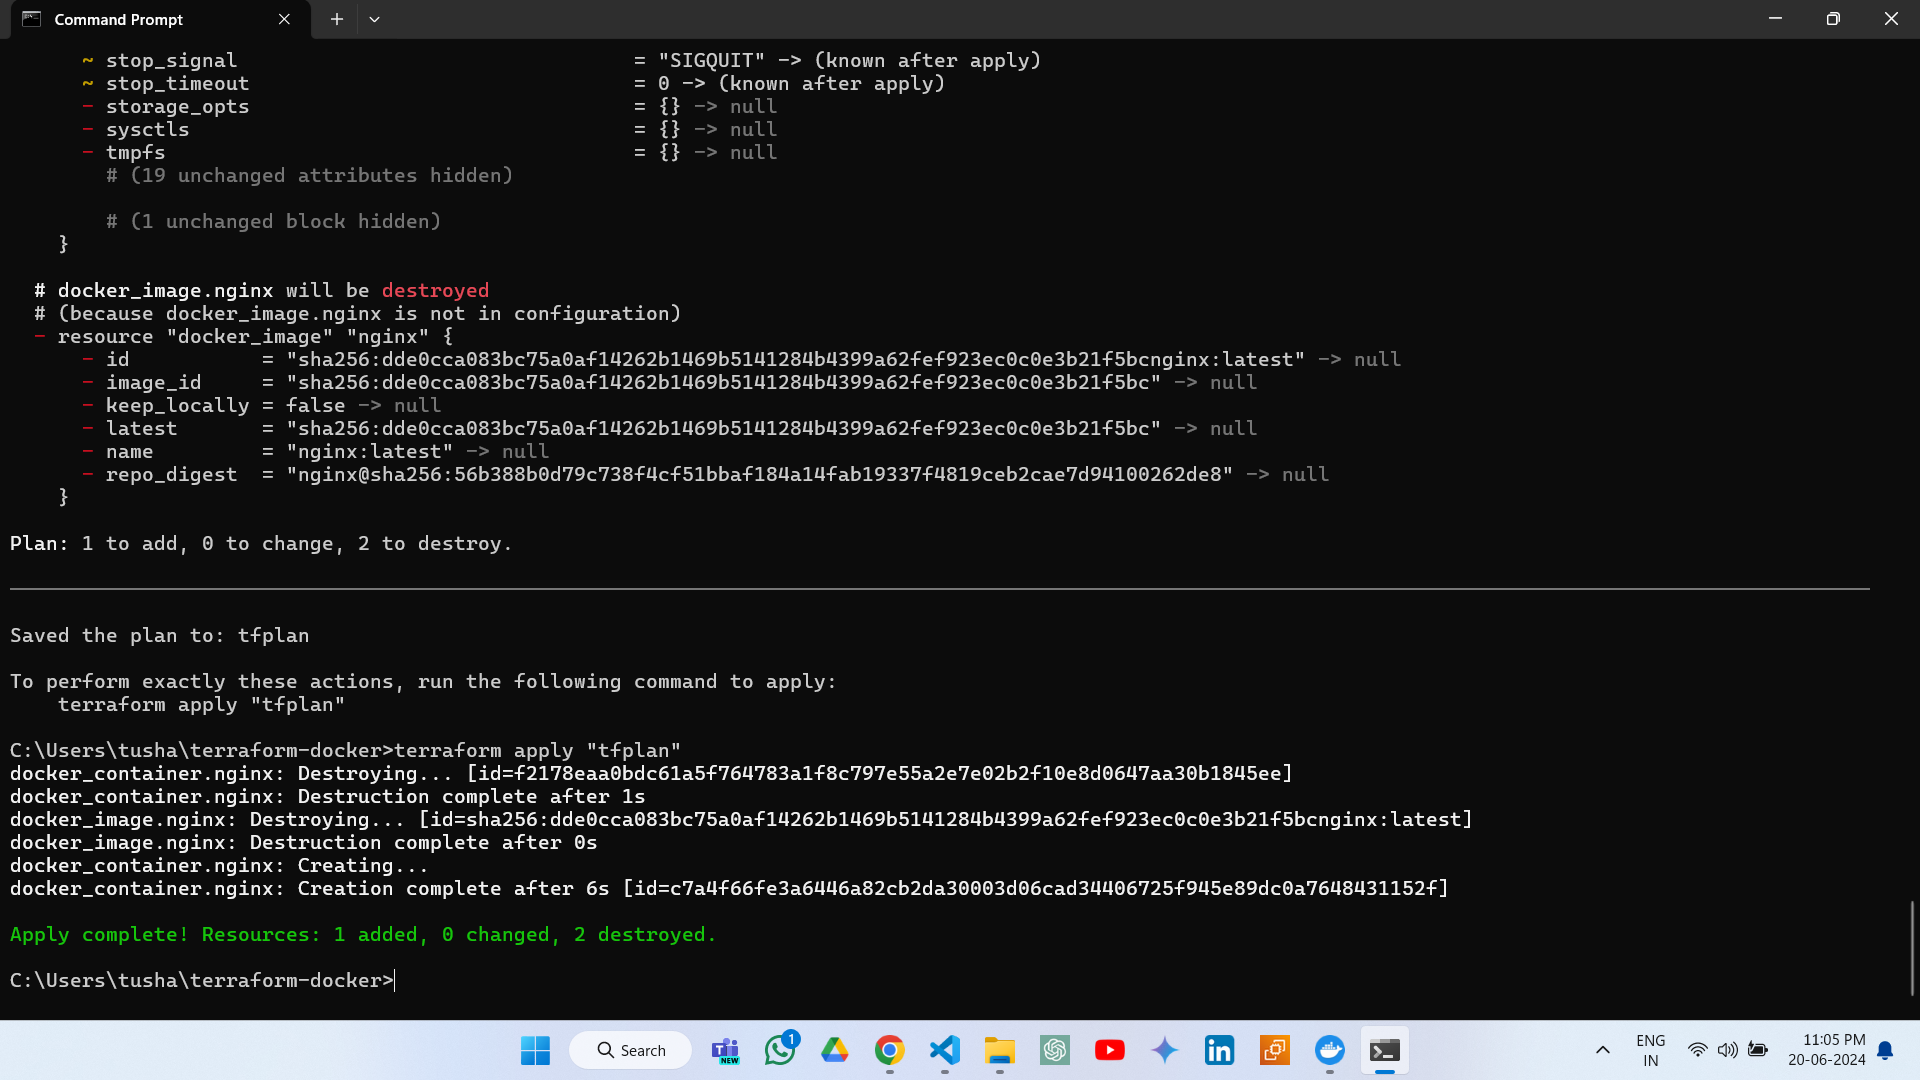 Command Prompt
~ stop_signal = "SIGQUIT" -> (known after apply)
~ stop_timeout = 0 -> (known after apply)
- storage_opts = {} -> null
- sysctls = {} -> null
- tmpfs = {} -> null
# (19 unchanged attributes hidden)
# (1 unchanged block hidden)
}
# docker_image.nginx will be destroyed
# (because docker_image.nginx is not in configuration)
- resource "docker_image" "nginx" {
- id = "sha256:dde0cca083bc75a0af14262b1469b5141284b4399a62fef923ec0c0e3b21f5bcnginx:latest" -> null
- image_id = "sha256:dde0cca083bc75a0af14262b1469b5141284b4399a62fef923ec0c0e3b21f5bc" -> null
- keep_locally = false -> null
- latest = "sha256:dde0cca083bc75a0af14262b1469b5141284b4399a62fef923ec0c0e3b21f5bc" -> null
- name = "nginx:latest" -> null
- repo_digest = "nginx@sha256:56b388b0d79c738f4cf51bbaf184a14fab19337f4819ceb2cae7d94100262de8" -> null
}
Plan: 1 to add, 0 to change, 2 to destroy.
Saved the plan to: tfplan
To perform exactly these actions, run the following command to apply:
terraform apply "tfplan"
C:\Users\tusha\terraform-docker>terraform apply "tfplan"
docker_container.nginx: Destroying... [id=f2178eaa0bdc61a5f764783a1f8c797e55a2e7e02b2f10e8d0647aa30b1845ee]
docker_container.nginx: Destruction complete after 1s
docker_image.nginx: Destroying... [id=sha256:dde0cca083bc75a0af14262b1469b5141284b4399a62fef923ec0c0e3b21f5bcnginx:latest]
docker_image.nginx: Destruction complete after 0s
docker_container.nginx: Creating...
docker_container.nginx: Creation complete after 6s [id=c7a4f66fe3a6446a82cb2da30003d06cad34406725f945e89dc0a7648431152f]
Apply complete! Resources: 1 added, 0 changed, 2 destroyed.
C:\Users\tusha\terraform-docker>
Search
NEW
1
ENG
IN
11:05 PM
20-06-2024